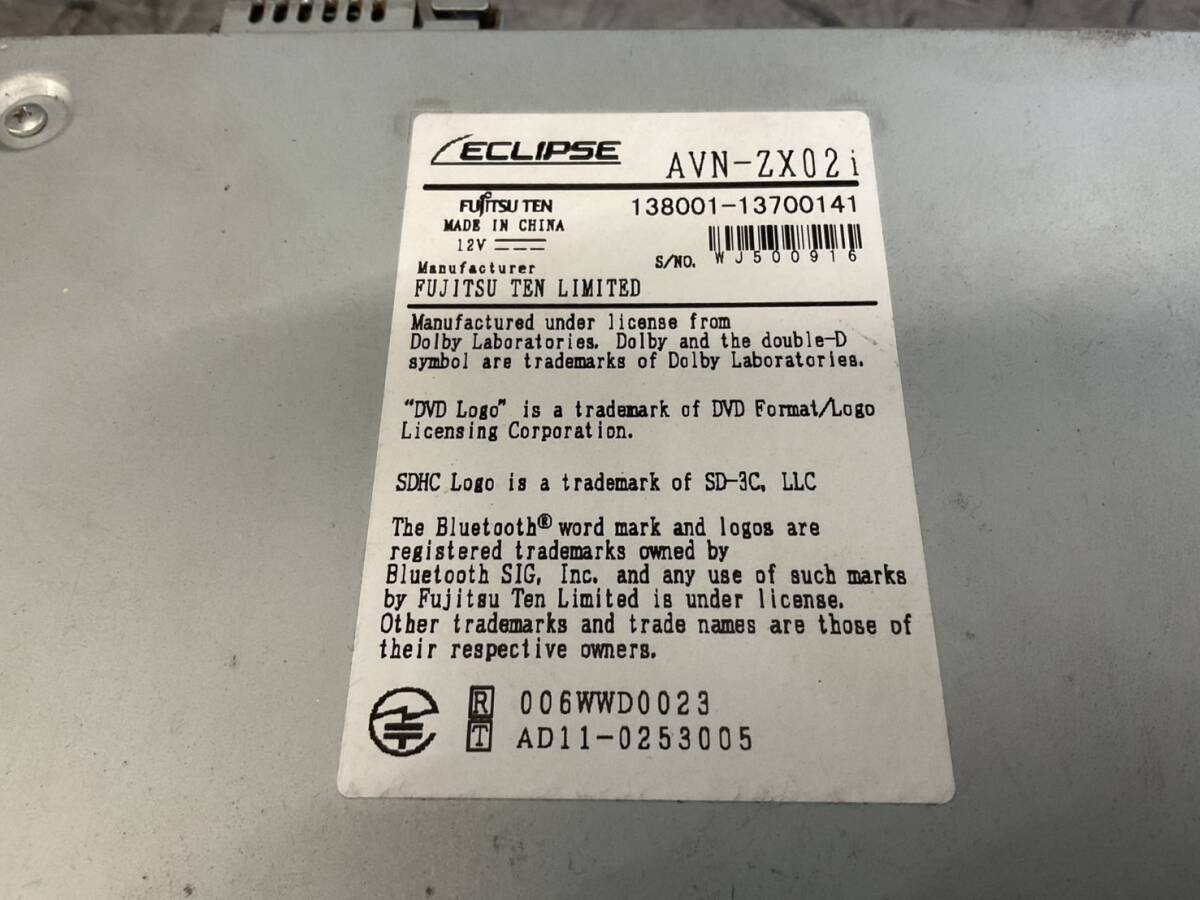 ECLIPSE AVN-ZX02i
FUJITSU TEN 138001-13700141
MADE IN CHINA
12V
S/NO. WJ500916
Manufacturer
FUJITSU TEN LIMITED
Manufactured under license from
Dolby Laboratories. Dolby and the double-D
symbol are trademarks of Dolby Laboratories.
“DVD Logo” is a trademark of DVD Format/Logo
Licensing Corporation.
SDHC Logo is a trademark of SD-3C, LLC
The Bluetooth® word mark and logos are
registered trademarks owned by
Bluetooth SIG, Inc. and any use of such marks
by Fujitsu Ten Limited is under license.
Other trademarks and trade names are those of
their respective owners.
R 006WWD0023
T AD11-0253005